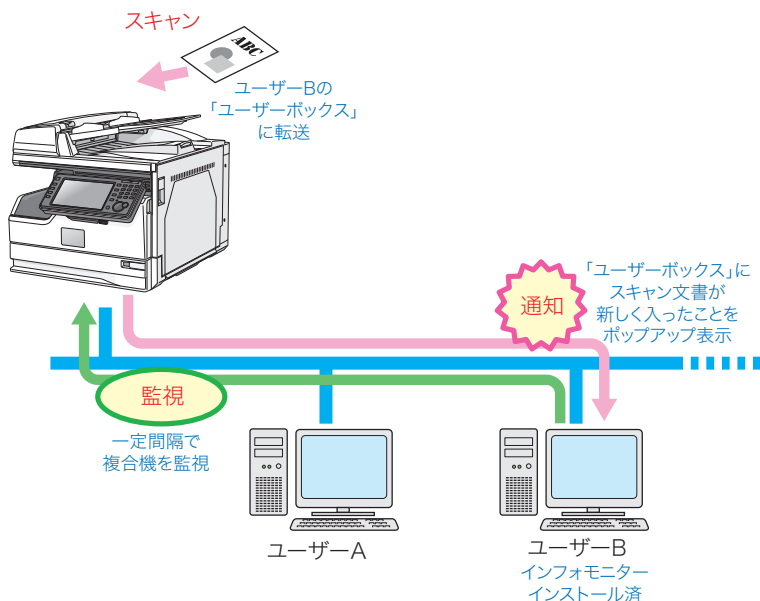 スキャン
ABC
ユーザーBの
「ユーザーボックス」
に転送
通知
「ユーザーボックス」に
スキャン文書が
新しく入ったことを
ポップアップ表示
監視
一定間隔で
複合機を監視
ユーザーA
ユーザーB
インフォモニター
インストール済